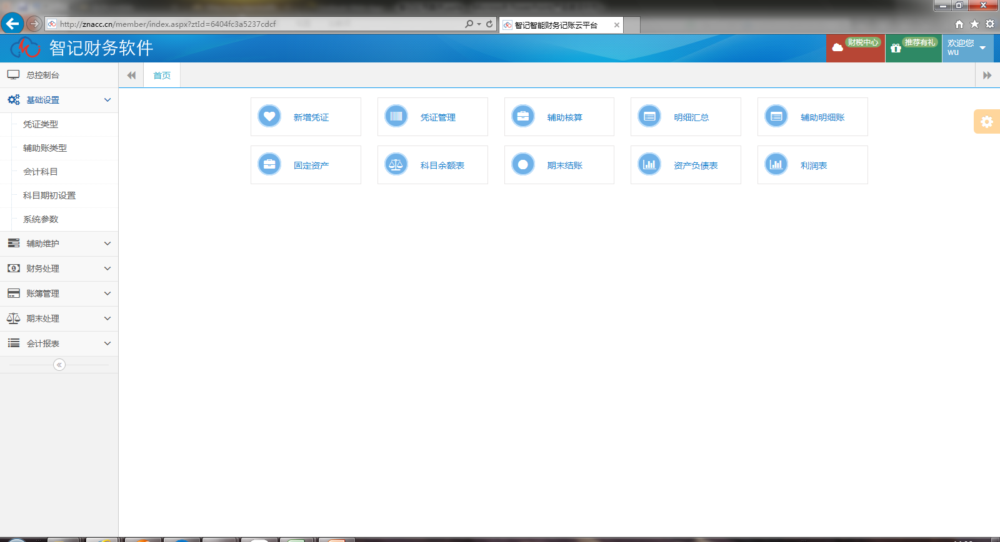 http://znacc.cn/member/index.aspx?ztId=6404fc3a5237cdcf
智记智能财务记账云平台
智记财务软件
财税中心
推荐有礼
欢迎您
wu
总控制台
首页
基础设置
凭证类型
辅助账类型
会计科目
科目期初设置
系统参数
辅助维护
财务处理
账簿管理
期末处理
会计报表
新增凭证
凭证管理
辅助核算
明细汇总
辅助明细账
固定资产
科目余额表
期末结账
资产负债表
利润表